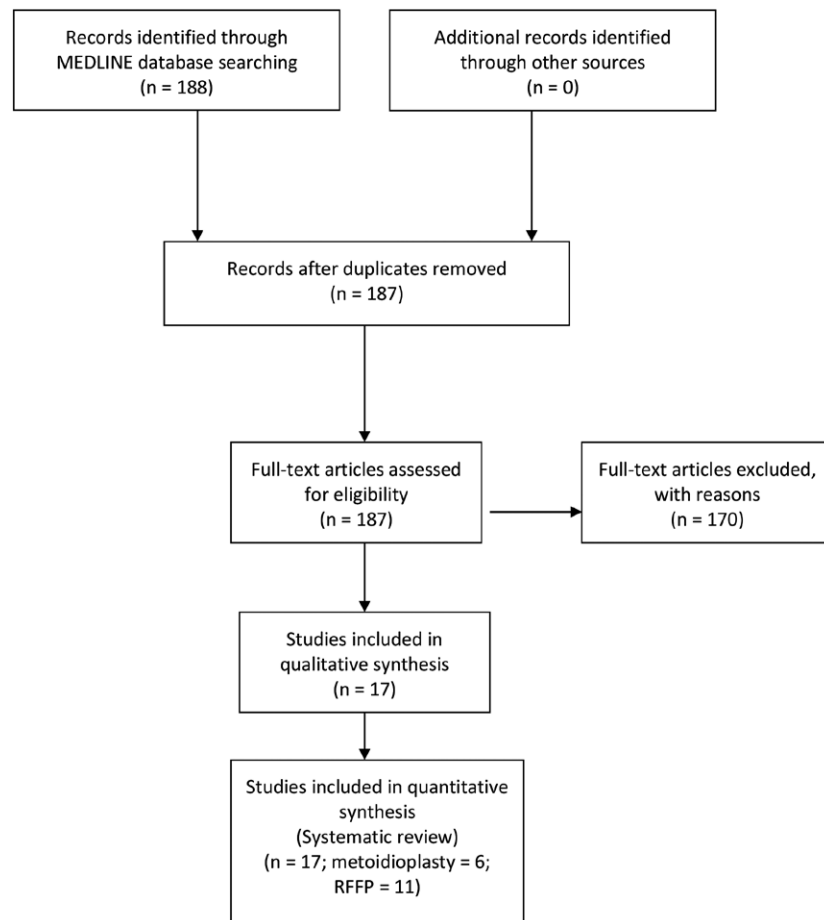 Records identified through
MEDLINE database searching
(n = 188)
Additional records identified
through other sources
(n = 0)
Records after duplicates removed
(n = 187)
Full-text articles assessed
for eligibility
(n = 187)
Full-text articles excluded,
with reasons
(n = 170)
Studies included in
qualitative synthesis
(n = 17)
Studies included in quantitative
synthesis
(Systematic review)
(n = 17; metoidioplasty = 6;
RFFP = 11)